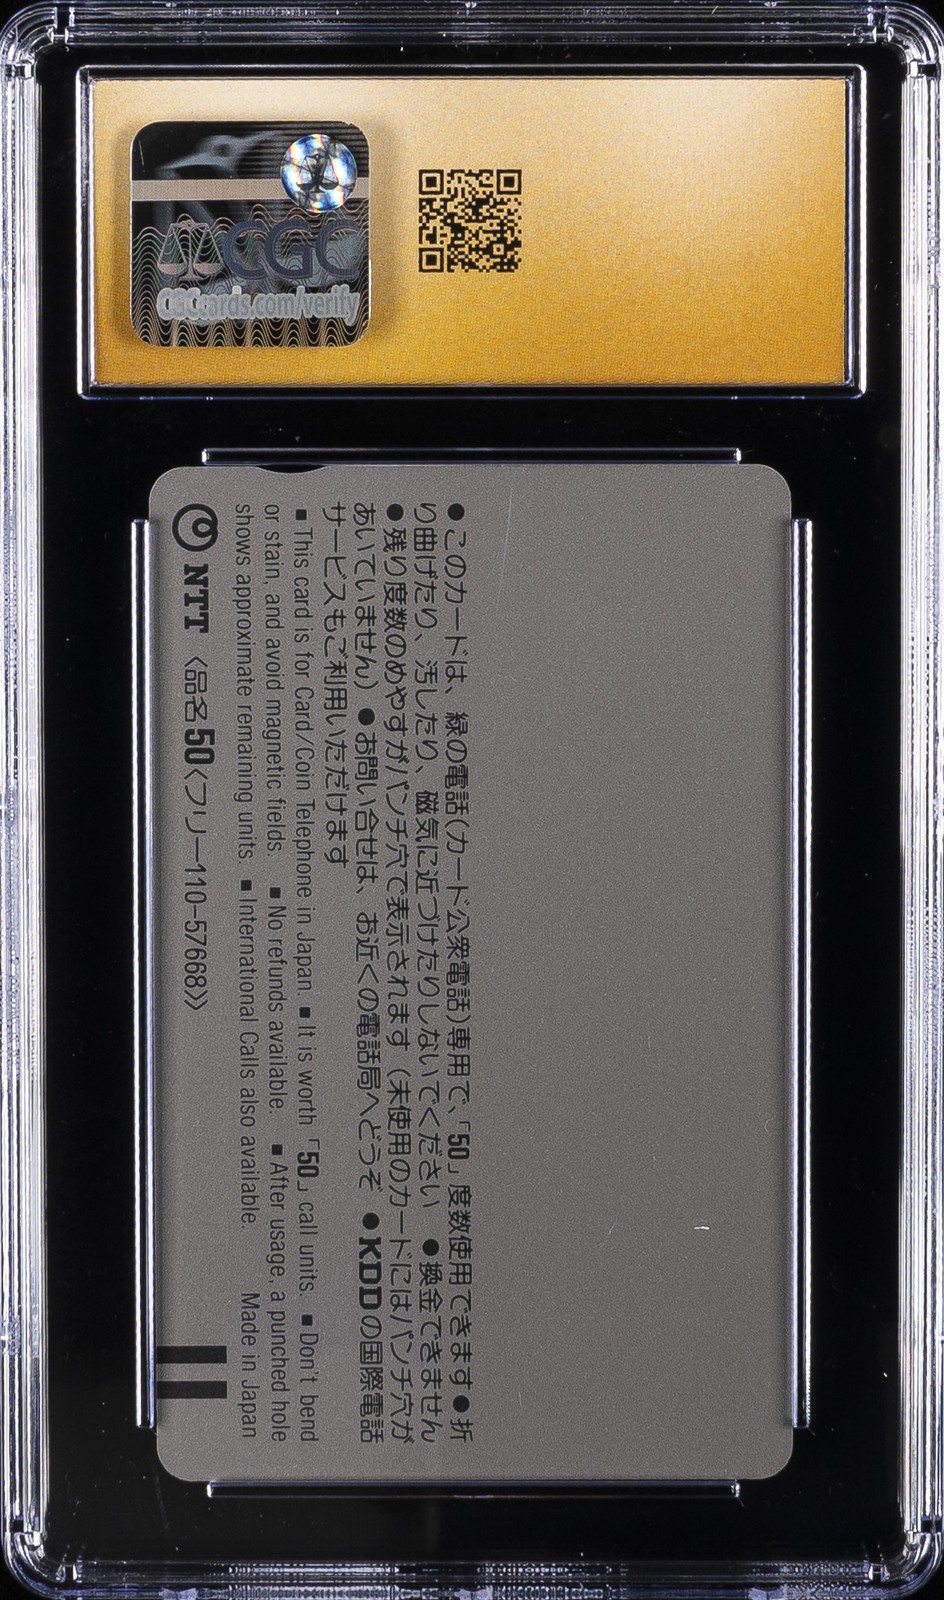 CGC
CGCcards.com/verify
●このカードは、緑の電話(カード公衆電話)専用で、「50」度数使用できます●折
り曲げたり、汚したり、磁気に近づけたりしないでください ●換金できません
●残り度数のめやすがパンチ穴で表示されます(未使用のカードにはパンチ穴が
あいていません)●お問い合せは、お近くの電話局へどうぞ ●KDDの国際電話
サービスもご利用いただけます
■This card is for Card/Coin Telephone in Japan. ■It is worth「50」call units. ■Don't bend
or stain, and avoid magnetic fields. ■No refunds available. ■After usage, a punched hole
shows approximate remaining units. ■International Calls also available. Made in Japan
NTT 〈品名50〈フリー110-57668〉〉